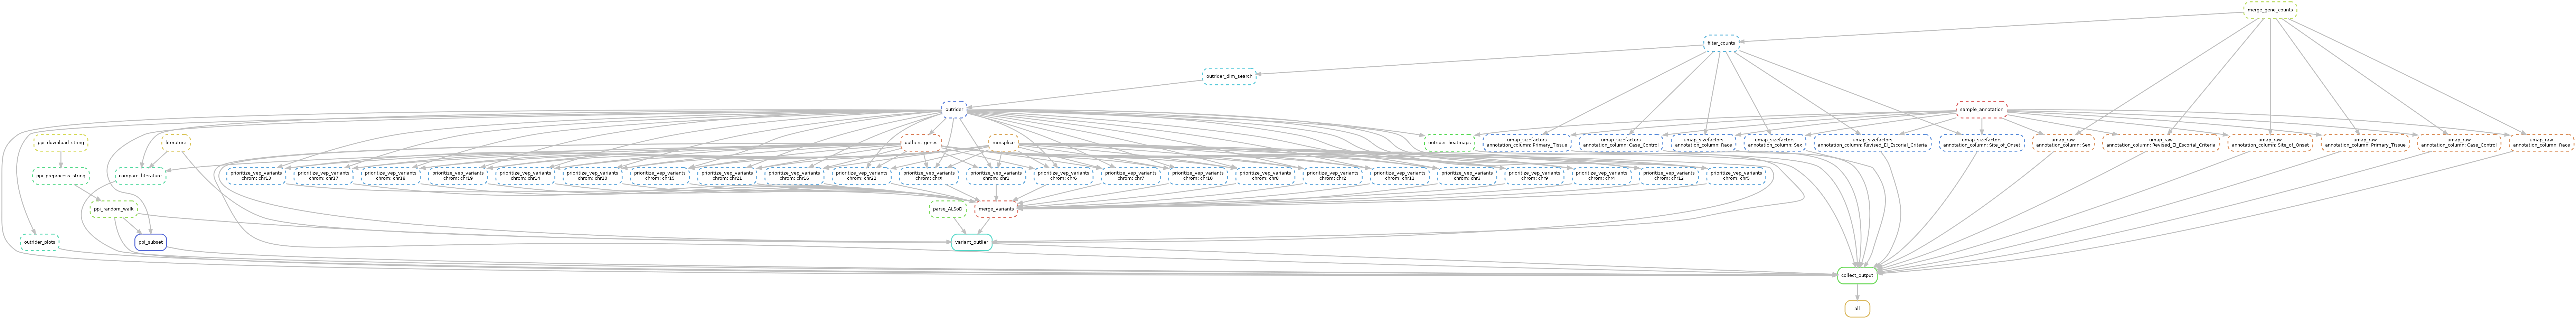 merge_gene_counts
filter_counts
outrider_dim_search
outrider
sample_annotation
ppi_download_string
literature
outliers_genes
mmsplice
outrider_heatmaps
umap_sizefactors
annotation_column: Primary_Tissue
umap_sizefactors
annotation_column: Case_Control
umap_sizefactors
annotation_column: Race
umap_sizefactors
annotation_column: Sex
umap_sizefactors
annotation_column: Revised_El_Escorial_Criteria
umap_sizefactors
annotation_column: Site_of_Onset
umap_raw
annotation_column: Sex
umap_raw
annotation_column: Revised_El_Escorial_Criteria
umap_raw
annotation_column: Site_of_Onset
umap_raw
annotation_column: Primary_Tissue
umap_raw
annotation_column: Case_Control
umap_raw
annotation_column: Race
ppi_preprocess_string
compare_literature
prioritize_vep_variants
chrom: chr13
prioritize_vep_variants
chrom: chr17
prioritize_vep_variants
chrom: chr18
prioritize_vep_variants
chrom: chr19
prioritize_vep_variants
chrom: chr14
prioritize_vep_variants
chrom: chr20
prioritize_vep_variants
chrom: chr15
prioritize_vep_variants
chrom: chr21
prioritize_vep_variants
chrom: chr16
prioritize_vep_variants
chrom: chr22
prioritize_vep_variants
chrom: chrX
prioritize_vep_variants
chrom: chr1
prioritize_vep_variants
chrom: chr6
prioritize_vep_variants
chrom: chr7
prioritize_vep_variants
chrom: chr10
prioritize_vep_variants
chrom: chr8
prioritize_vep_variants
chrom: chr2
prioritize_vep_variants
chrom: chr11
prioritize_vep_variants
chrom: chr3
prioritize_vep_variants
chrom: chr9
prioritize_vep_variants
chrom: chr4
prioritize_vep_variants
chrom: chr12
prioritize_vep_variants
chrom: chr5
ppi_random_walk
parse_ALSoD
merge_variants
outrider_plots
ppi_subset
variant_outlier
collect_output
all